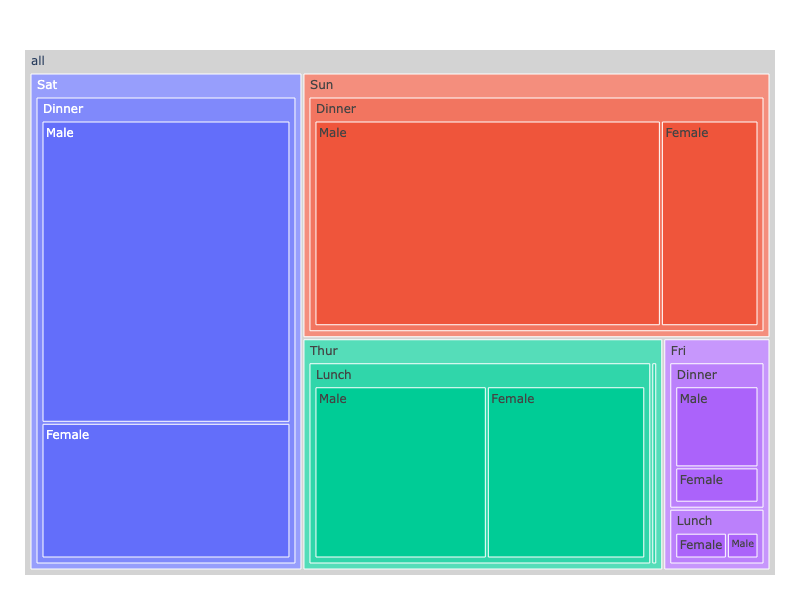 all
Sat
Dinner
Male
Female
Sun
Dinner
Male
Female
Thur
Lunch
Male
Female
Fri
Dinner
Male
Female
Lunch
Female
Male